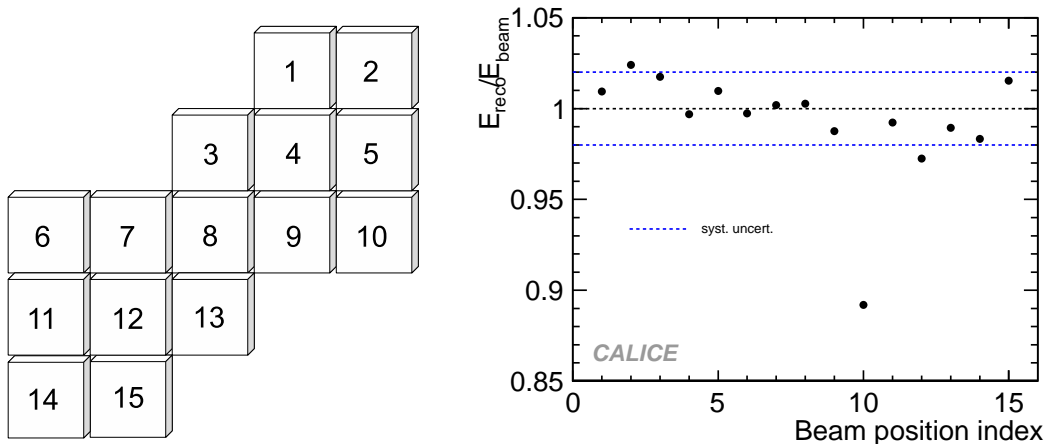 1 2
3 4 5
6 7 8 9 10
11 12 13
14 15
E_reco/E_beam
1.05
1
0.95
0.9
0.85
syst. uncert.
CALICE
0 5 10 15
Beam position index